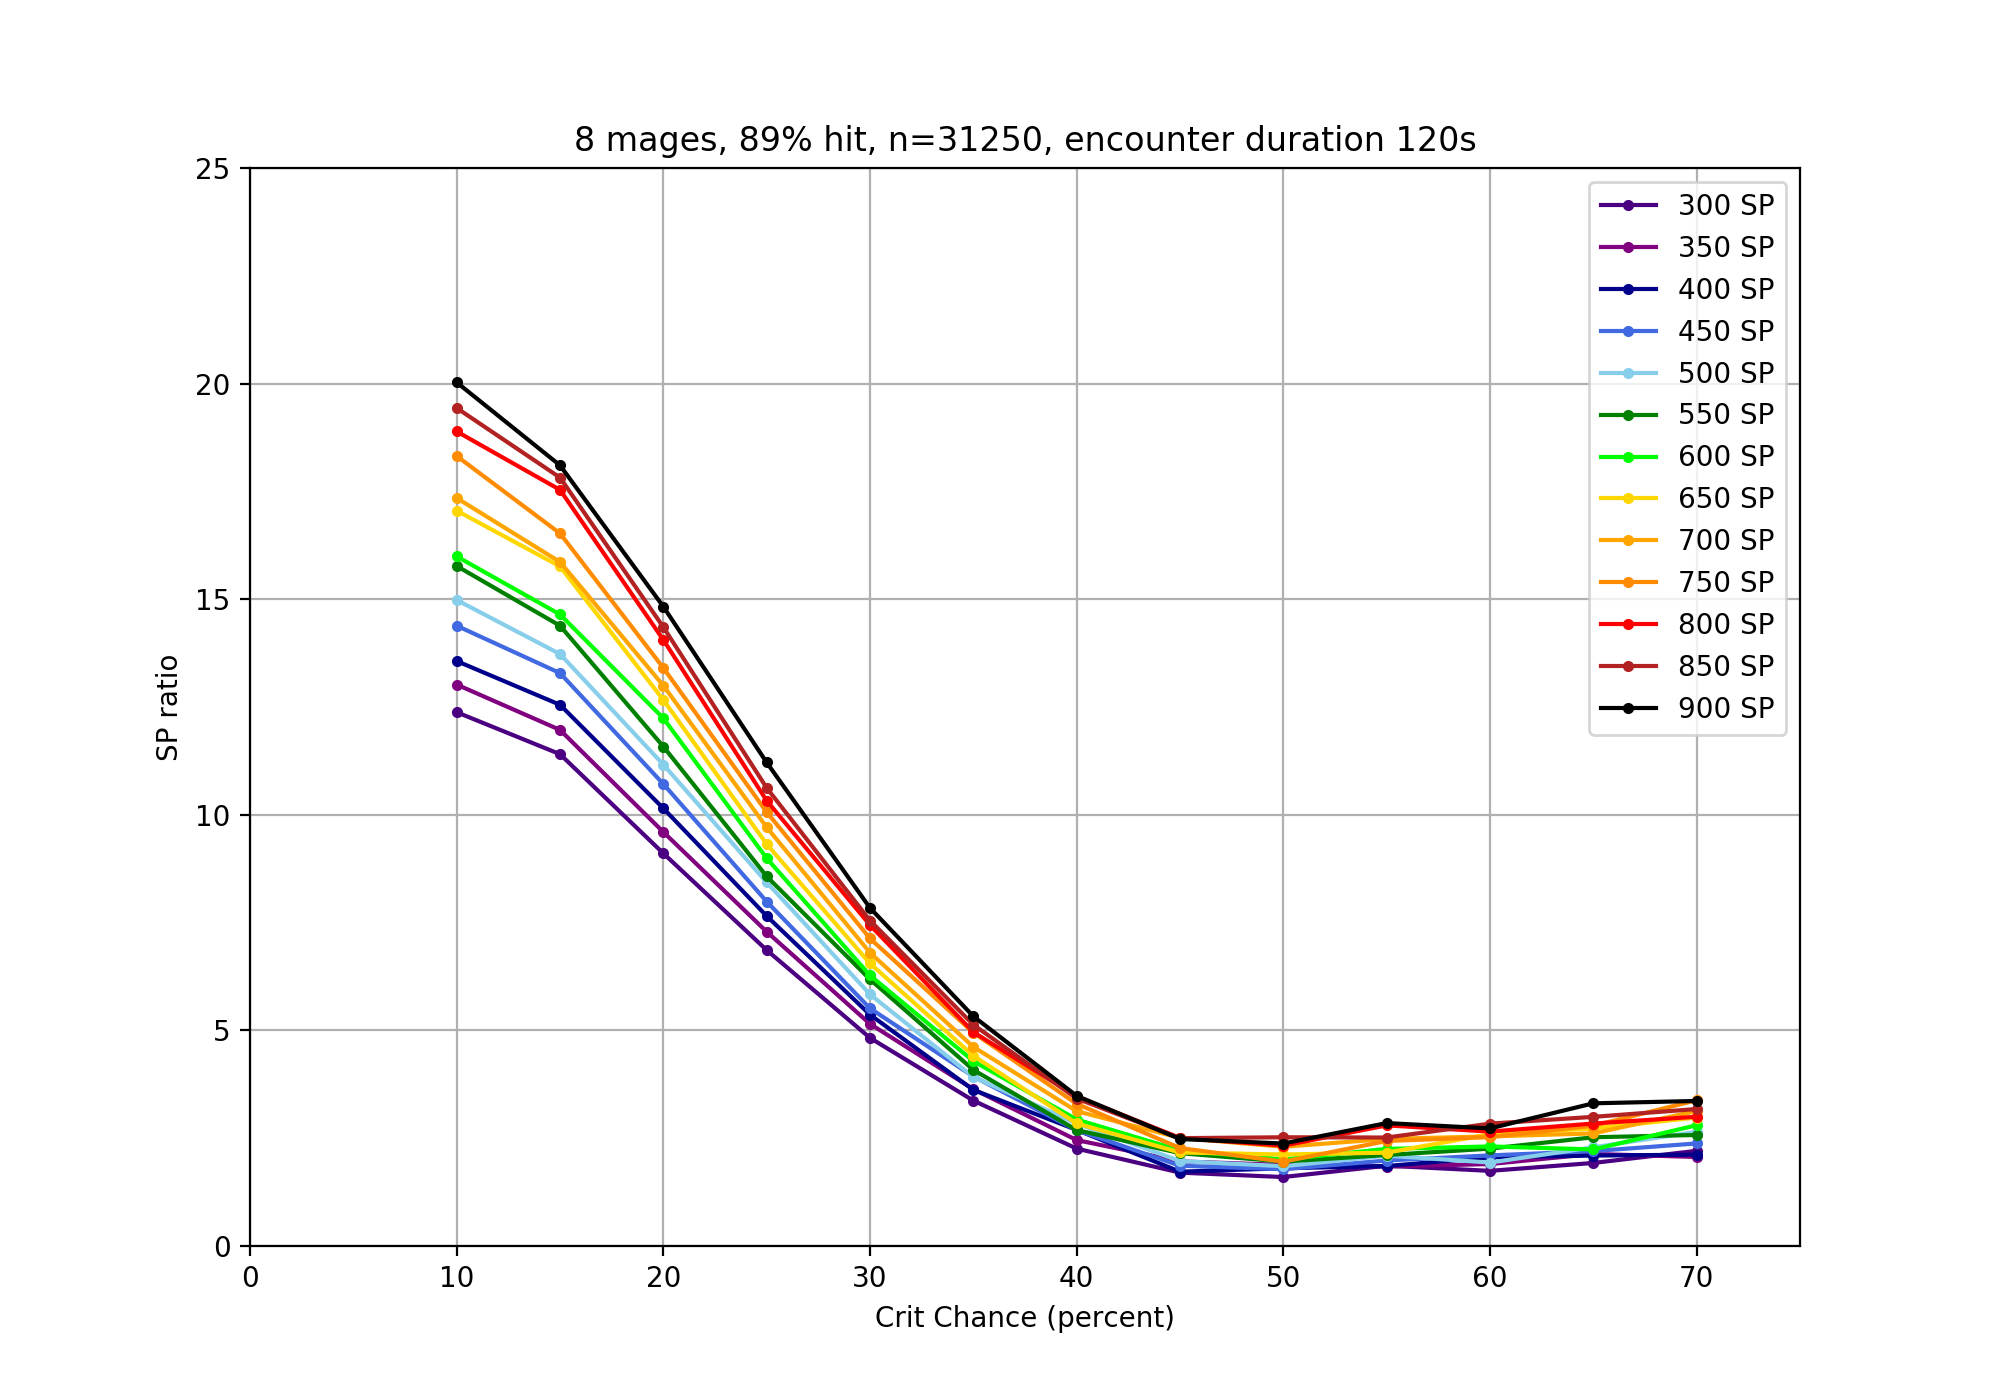 8 mages, 89% hit, n=31250, encounter duration 120s
25
20
15
10
5
0
SP ratio
300 SP
350 SP
400 SP
450 SP
500 SP
550 SP
600 SP
650 SP
700 SP
750 SP
800 SP
850 SP
900 SP
0 10 20 30 40 50 60 70
Crit Chance (percent)